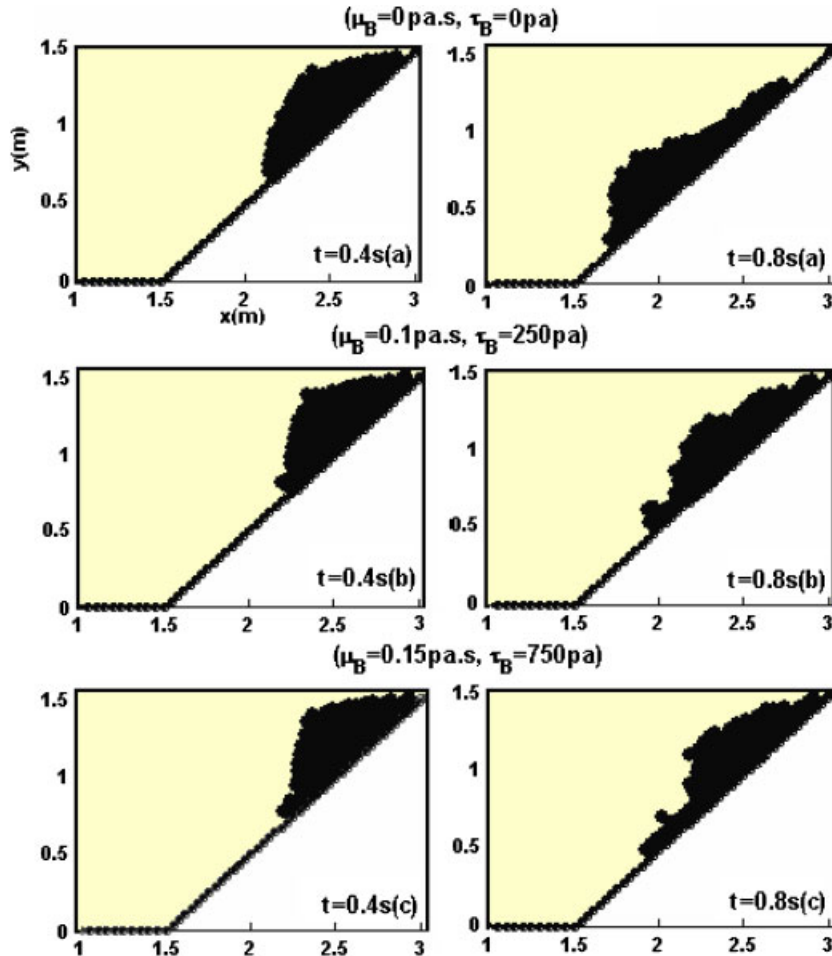 (μB=0pa.s, τB=0pa)
1.5
1
0.5
0
y(m)
t=0.4s(a)
1 1.5 2 2.5 3
x(m)
1.5
1
0.5
0
t=0.8s(a)
1 1.5 2 2.5 3
(μB=0.1pa.s, τB=250pa)
1.5
1
0.5
0
t=0.4s(b)
1 1.5 2 2.5 3
1.5
1
0.5
0
t=0.8s(b)
1 1.5 2 2.5 3
(μB=0.15pa.s, τB=750pa)
1.5
1
0.5
0
t=0.4s(c)
1 1.5 2 2.5 3
1.5
1
0.5
0
t=0.8s(c)
1 1.5 2 2.5 3